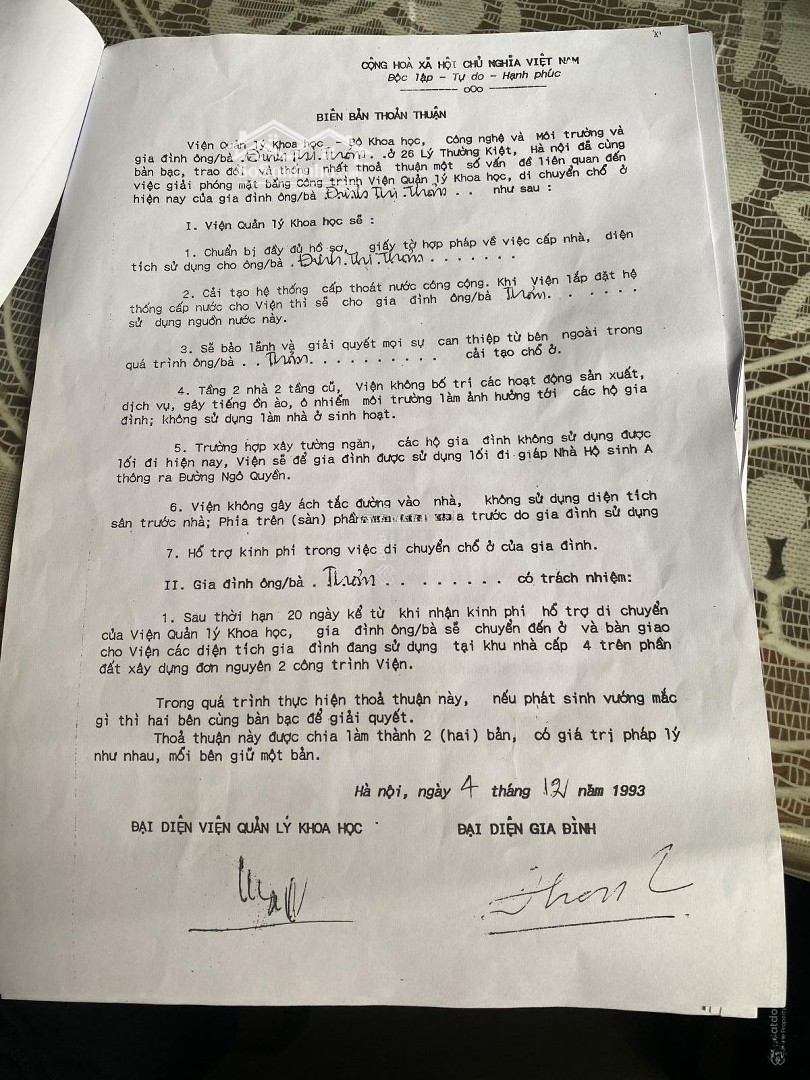 CỘNG HOÀ XÃ HỘI CHỦ NGHĨA VIỆT NAM
Độc lập - Tự do - Hạnh phúc
oOo
BIÊN BẢN THOẢN THUẬN
Viện Quản lý Khoa học - Bộ Khoa học, Công nghệ và Môi trường và
gia đình ông/bà .Đinh.Thị.Thơm. .ở 26 Lý Thường Kiệt, Hà nội đã cùng
bàn bạc, trao đổi và thống nhất thoả thuận một số vấn đề liên quan đến
việc giải phóng mặt bằng Công trình Viện Quản lý Khoa học, di chuyển chỗ ở
hiện nay của gia đình ông/bà Đinh Thị.Thơm . . như sau :
I. Viện Quản lý Khoa học sẽ :
1. Chuẩn bị đầy đủ hồ sơ, giấy tờ hợp pháp về việc cấp nhà, diện
tích sử dụng cho ông/bà .Đinh.Thị.Thơm . . . . . . .
2. Cải tạo hệ thống cấp thoát nước công cộng. Khi Viện lắp đặt hệ
thống cấp nước cho Viện thì sẽ cho gia đình ông/bà Thơm. . . . . .
sử dụng nguồn nước này.
3. Sẽ bảo lãnh và giải quyết mọi sự can thiệp từ bên ngoài trong
quá trình ông/bà . . Thơm. . . . . . . . . . cải tạo chỗ ở.
4. Tầng 2 nhà 2 tầng cũ, Viện không bố trí các hoạt động sản xuất,
dịch vụ, gây tiếng ồn ào, ô nhiễm môi trường làm ảnh hưởng tới các hộ gia
đình; không sử dụng làm nhà ở sinh hoạt.
5. Trường hợp xây tường ngăn, các hộ gia đình không sử dụng được
lối đi hiện nay, Viện sẽ để gia đình được sử dụng lối đi giáp Nhà Hộ sinh A
thông ra Đường Ngô Quyền.
6. Viện không gây ách tắc đường vào nhà, không sử dụng diện tích
sân trước nhà; Phía trên (sàn) phần trước do gia đình sử dụng
7. Hỗ trợ kinh phí trong việc di chuyển chỗ ở của gia đình.
II. Gia đình ông/bà . Thơm . . . . . . . . có trách nhiệm:
1. Sau thời hạn 20 ngày kể từ khi nhận kinh phí hỗ trợ di chuyển
của Viện Quản lý Khoa học, gia đình ông/bà sẽ chuyển đến ở và bàn giao
cho Viện các diện tích gia đình đang sử dụng tại khu nhà cấp 4 trên phần
đất xây dựng đơn nguyên 2 công trình Viện.
Trong quá trình thực hiện thoả thuận này, nếu phát sinh vướng mắc
gì thì hai bên cùng bàn bạc để giải quyết.
Thoả thuận này được chia làm thành 2 (hai) bản, có giá trị pháp lý
như nhau, mỗi bên giữ một bản.
Hà nội, ngày 4 tháng 12 năm 1993
ĐẠI DIỆN VIỆN QUẢN LÝ KHOA HỌC
ĐẠI DIỆN GIA ĐÌNH